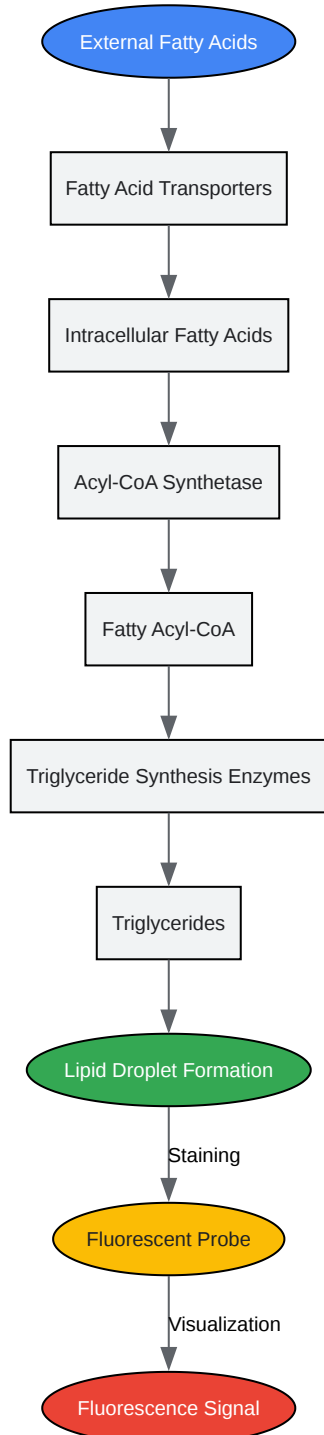 External Fatty Acids
Fatty Acid Transporters
Intracellular Fatty Acids
Acyl-CoA Synthetase
Fatty Acyl-CoA
Triglyceride Synthesis Enzymes
Triglycerides
Lipid Droplet Formation
Staining
Fluorescent Probe
Visualization
Fluorescence Signal